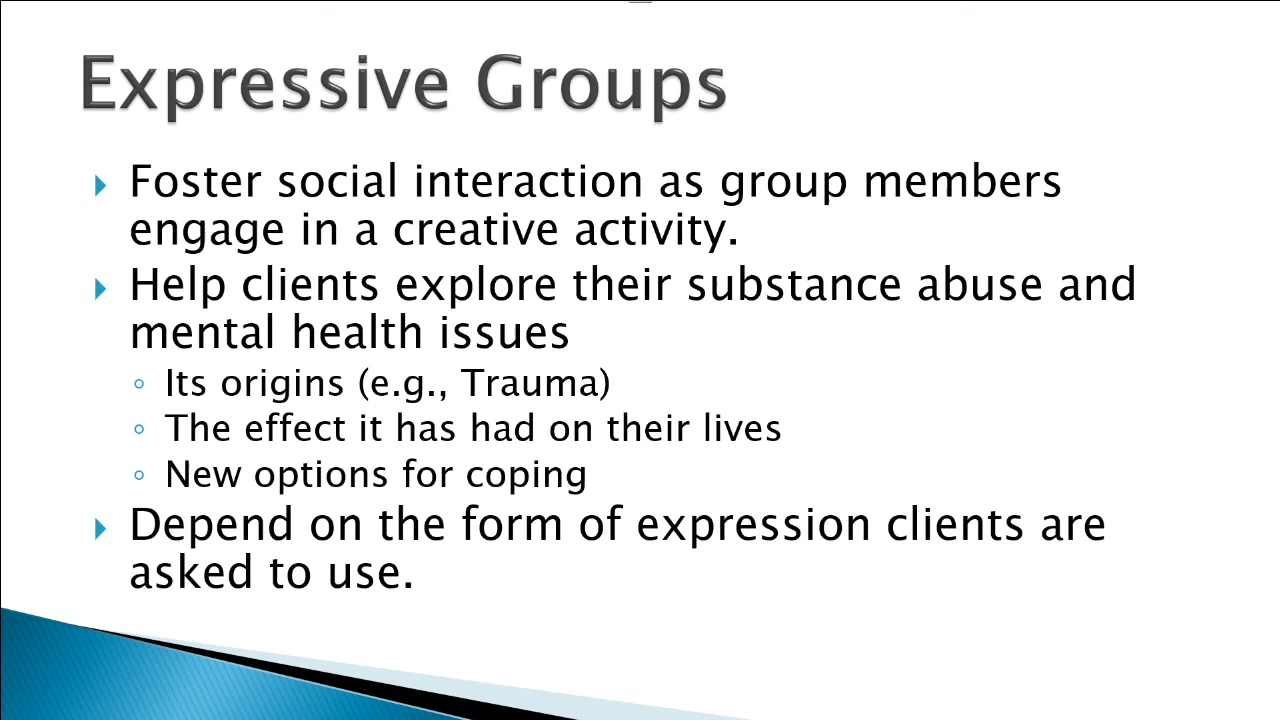 Expressive Groups
Foster social interaction as group members
engage in a creative activity.
Help clients explore their substance abuse and
mental health issues
Its origins (e.g., Trauma)
The effect it has had on their lives
New options for coping
Depend on the form of expression clients are
asked to use.